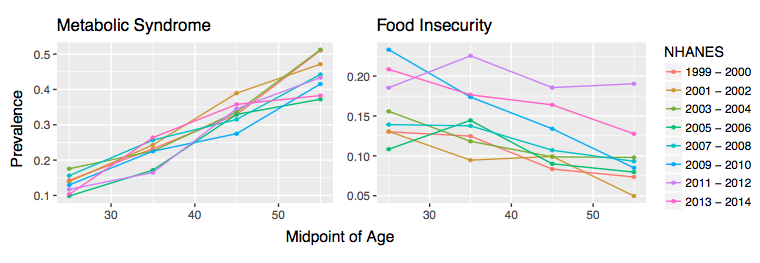 Metabolic Syndrome
Food Insecurity
Prevalence
0.5
0.4
0.3
0.2
0.1
30
40
50
0.20
0.15
0.10
0.05
30
40
50
Midpoint of Age
NHANES
1999 − 2000
2001 − 2002
2003 − 2004
2005 − 2006
2007 − 2008
2009 − 2010
2011 − 2012
2013 − 2014